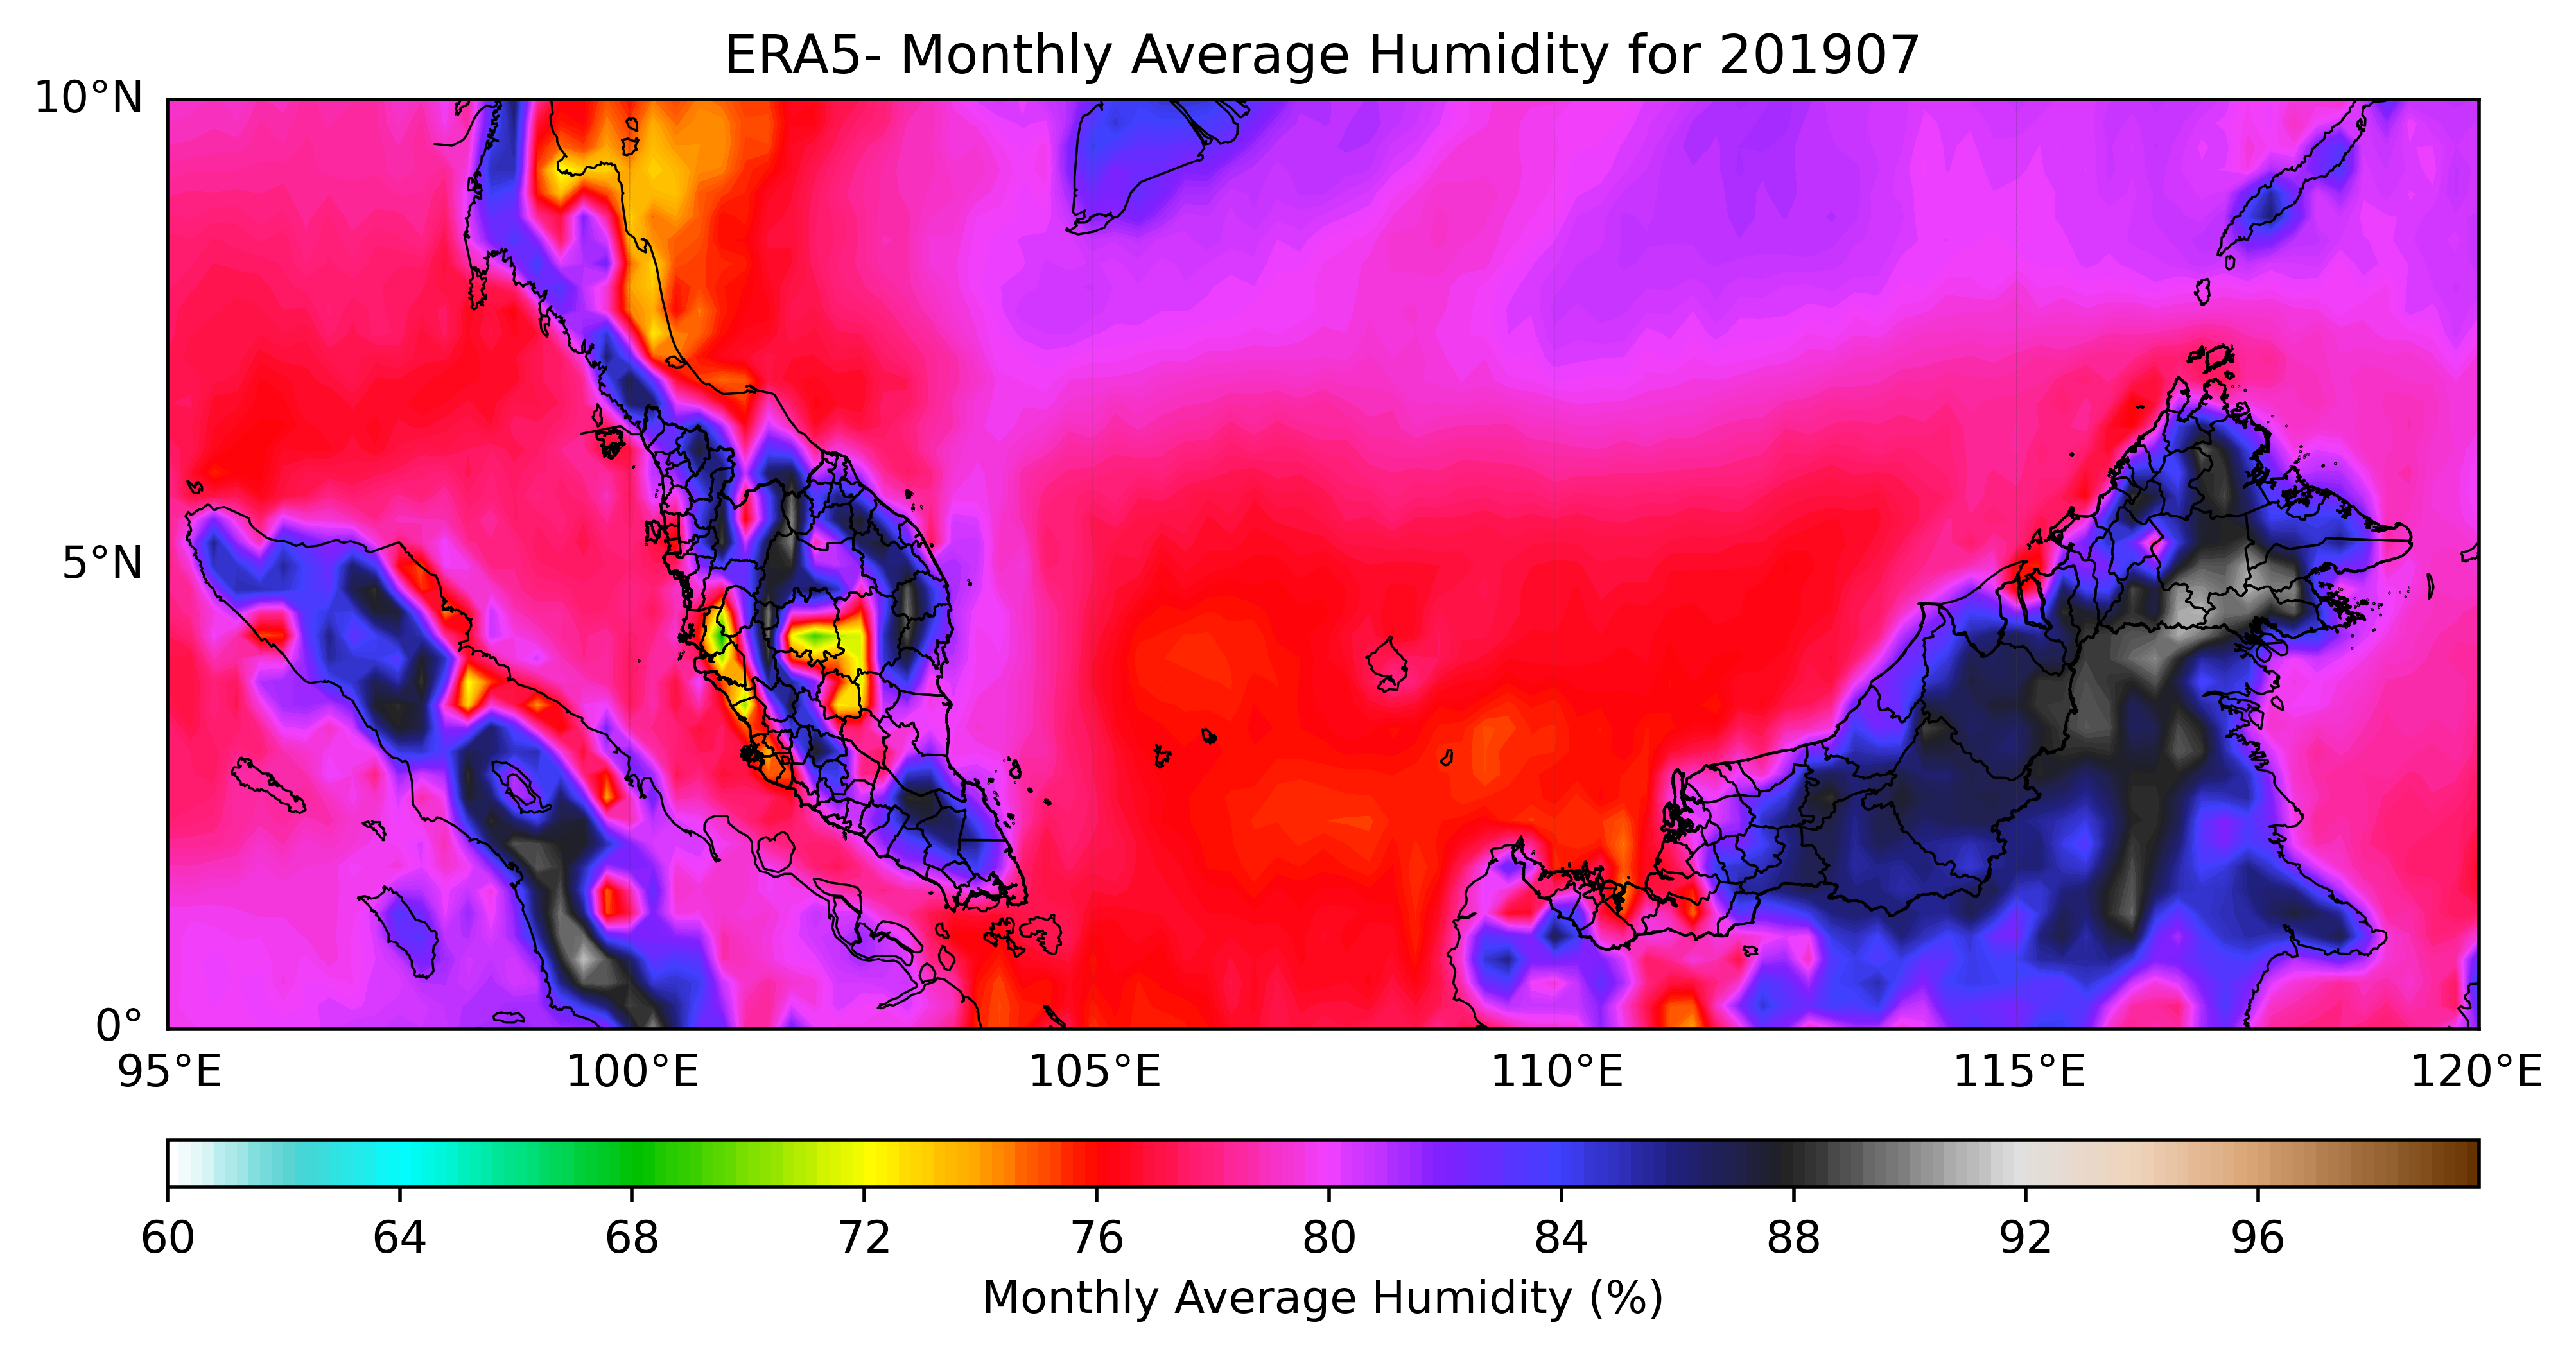 ERA5- Monthly Average Humidity for 201907
10°N
5°N
0°
95°E 100°E 105°E 110°E 115°E 120°E
60 64 68 72 76 80 84 88 92 96
Monthly Average Humidity (%)